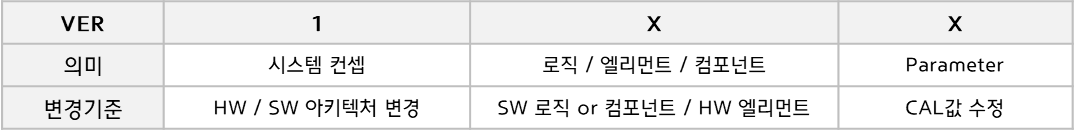 VER 1 X X
의미 시스템 컨셉 로직 / 엘리먼트 / 컴포넌트 Parameter
변경기준 HW / SW 아키텍처 변경 SW 로직 or 컴포넌트 / HW 엘리먼트 CAL값 수정